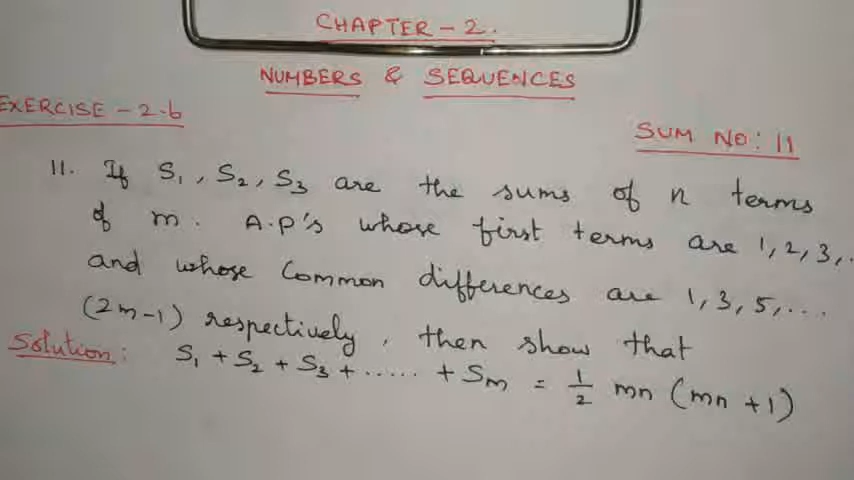 CHAPTER - 2.
NUMBERS & SEQUENCES
EXERCISE - 2.6
SUM NO: 11
11. If S₁, S₂, S₃ are the sums of n terms
of m. A.P's whose first terms are 1, 2, 3, .
and whose Common differences are 1, 3, 5, ....
(2m-1) respectively, then show that
Solution: S₁ + S₂ + S₃ + ...... + Sm = 1/2 mn (mn + 1)